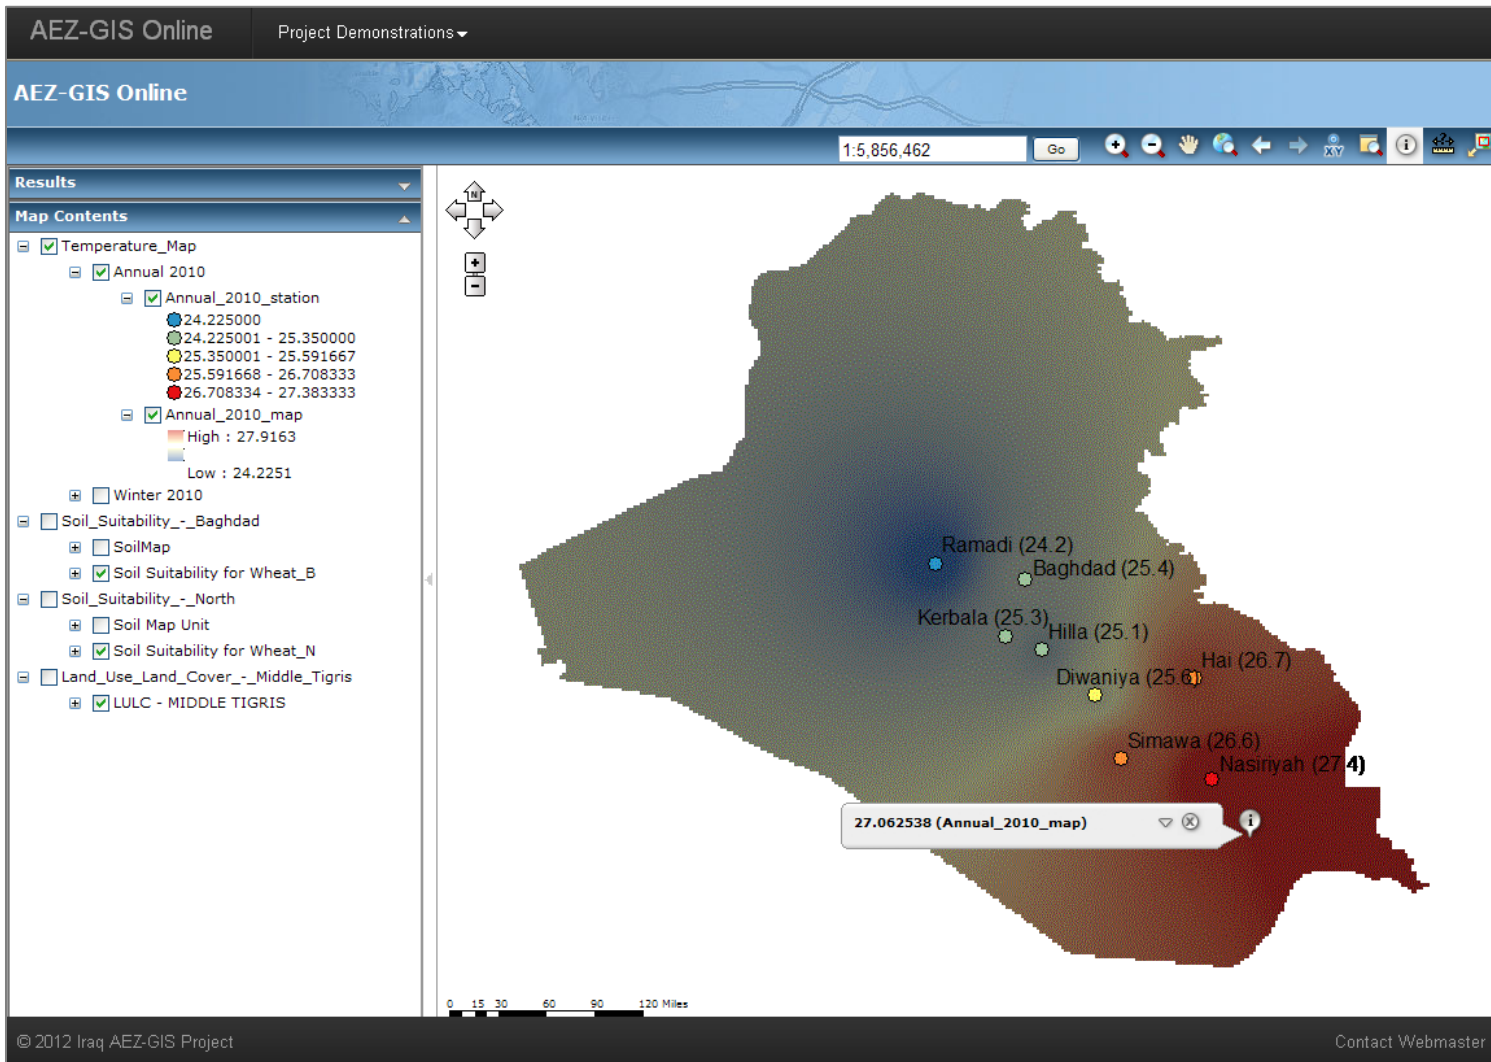 AEZ-GIS Online
Project Demonstrations
AEZ-GIS Online
1:5,856,462
Go
XY
Results
Map Contents
Temperature_Map
Annual 2010
Annual_2010_station
24.225000
24.225001 - 25.350000
25.350001 - 25.591667
25.591668 - 26.708333
26.708334 - 27.383333
Annual_2010_map
High : 27.9163
Low : 24.2251
Winter 2010
Soil_Suitability_-_Baghdad
SoilMap
Soil Suitability for Wheat_B
Soil_Suitability_-_North
Soil Map Unit
Soil Suitability for Wheat_N
Land_Use_Land_Cover_-_Middle_Tigris
LULC - MIDDLE TIGRIS
N
Ramadi (24.2)
Baghdad (25.4)
Kerbala (25.3)
Hilla (25.1)
Hai (26.7)
Diwaniya (25.6)
Simawa (26.6)
Nasiriyah (27.4)
27.062538 (Annual_2010_map)
0 15 30 60 90 120 Miles
© 2012 Iraq AEZ-GIS Project
Contact Webmaster